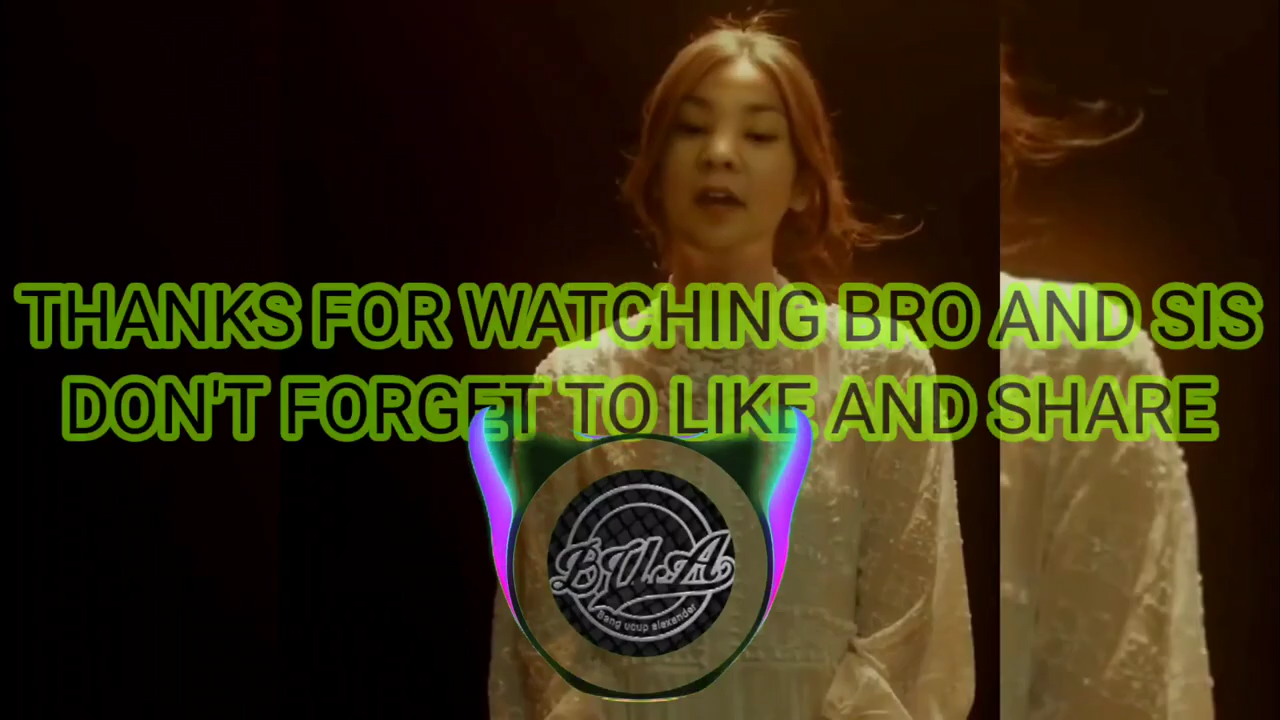 THANKS FOR WATCHING BRO AND SIS
DON'T FORGET TO LIKE AND SHARE
BUA
Bang ucup alexander